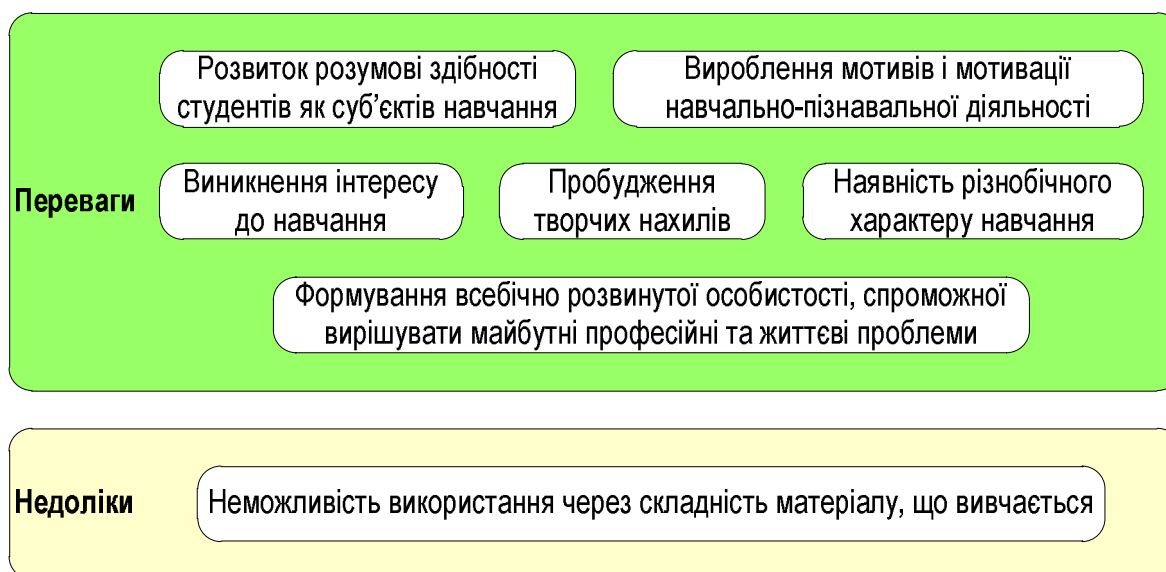 Розвиток розумові здібності
студентів як суб’єктів навчання
Вироблення мотивів і мотивації
навчально-пізнавальної діяльності
Переваги
Виникнення інтересу
до навчання
Пробудження
творчих нахилів
Наявність різнобічного
характеру навчання
Формування всебічно розвинутої особистості, спроможної
вирішувати майбутні професійні та життєві проблеми
Недоліки
Неможливість використання через складність матеріалу, що вивчається